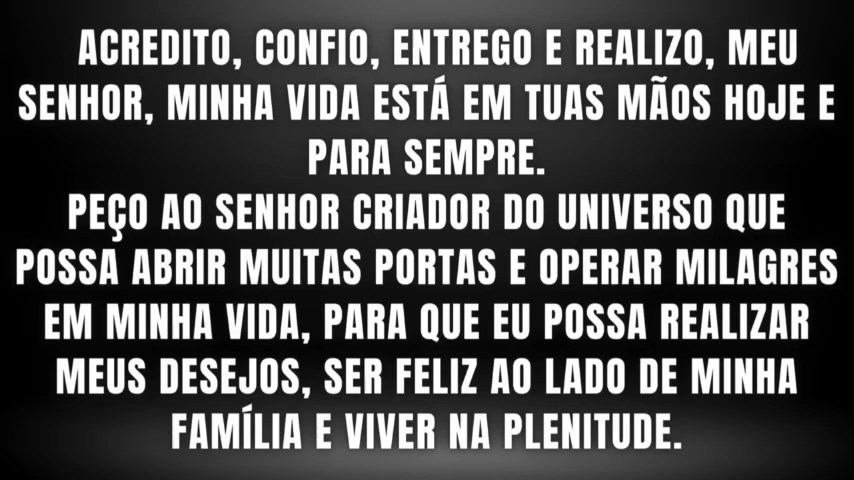 ACREDITO, CONFIO, ENTREGO E REALIZO, MEU
SENHOR, MINHA VIDA ESTÁ EM TUAS MÃOS HOJE E
PARA SEMPRE.
PEÇO AO SENHOR CRIADOR DO UNIVERSO QUE
POSSA ABRIR MUITAS PORTAS E OPERAR MILAGRES
EM MINHA VIDA, PARA QUE EU POSSA REALIZAR
MEUS DESEJOS, SER FELIZ AO LADO DE MINHA
FAMÍLIA E VIVER NA PLENITUDE.